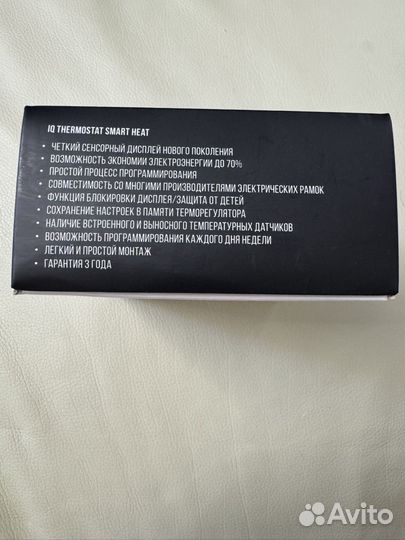 IQ THERMOSTAT SMART HEAT
• ЧЕТКИЙ СЕНСОРНЫЙ ДИСПЛЕЙ НОВОГО ПОКОЛЕНИЯ
• ВОЗМОЖНОСТЬ ЭКОНОМИИ ЭЛЕКТРОЭНЕРГИИ ДО 70%
• ПРОСТОЙ ПРОЦЕСС ПРОГРАММИРОВАНИЯ
• СОВМЕСТИМОСТЬ СО МНОГИМИ ПРОИЗВОДИТЕЛЯМИ ЭЛЕКТРИЧЕСКИХ РАМОК
• ФУНКЦИЯ БЛОКИРОВКИ ДИСПЛЕЯ/ЗАЩИТА ОТ ДЕТЕЙ
• СОХРАНЕНИЕ НАСТРОЕК В ПАМЯТИ ТЕРМОРЕГУЛЯТОРА
• НАЛИЧИЕ ВСТРОЕННОГО И ВЫНОСНОГО ТЕМПЕРАТУРНЫХ ДАТЧИКОВ
• ВОЗМОЖНОСТЬ ПРОГРАММИРОВАНИЯ КАЖДОГО ДНЯ НЕДЕЛИ
• ЛЕГКИЙ И ПРОСТОЙ МОНТАЖ
• ГАРАНТИЯ 3 ГОДА
Avito